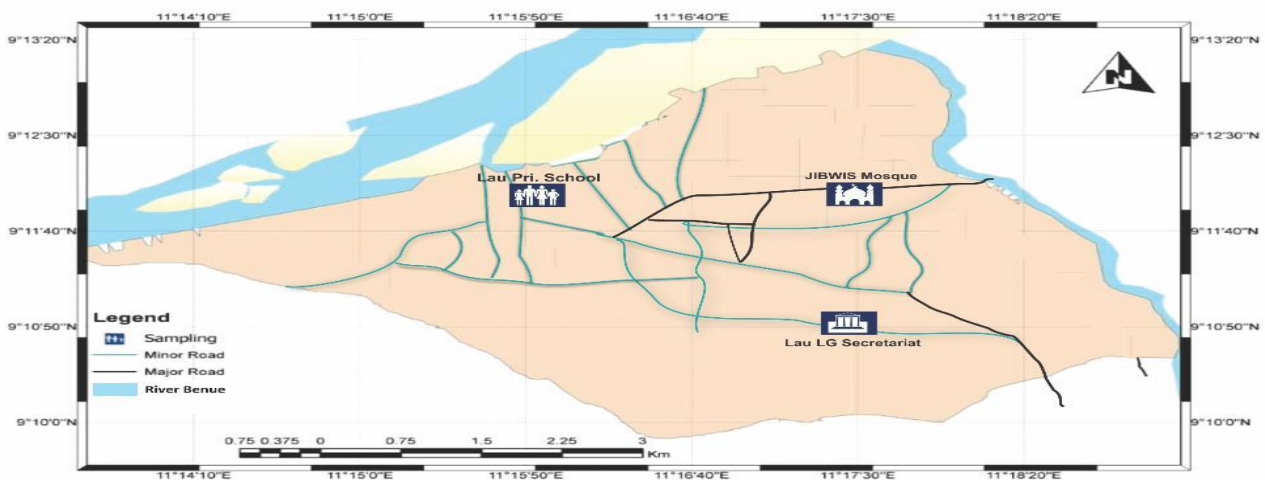 11°14'10"E 11°15'0"E 11°15'50"E 11°16'40"E 11°17'30"E 11°18'20"E
9°13'20"N 9°13'20"N
N
9°12'30"N 9°12'30"N
Lau Pri. School JIBWIS Mosque
9°11'40"N 9°11'40"N
Legend
Sampling
9°10'50"N 9°10'50"N
Lau LG Secretariat
Minor Road
Major Road
River Benue
9°10'0"N 9°10'0"N
0.75 0.375 0 0.75 1.5 2.25 3
Km
11°14'10"E 11°15'0"E 11°15'50"E 11°16'40"E 11°17'30"E 11°18'20"E